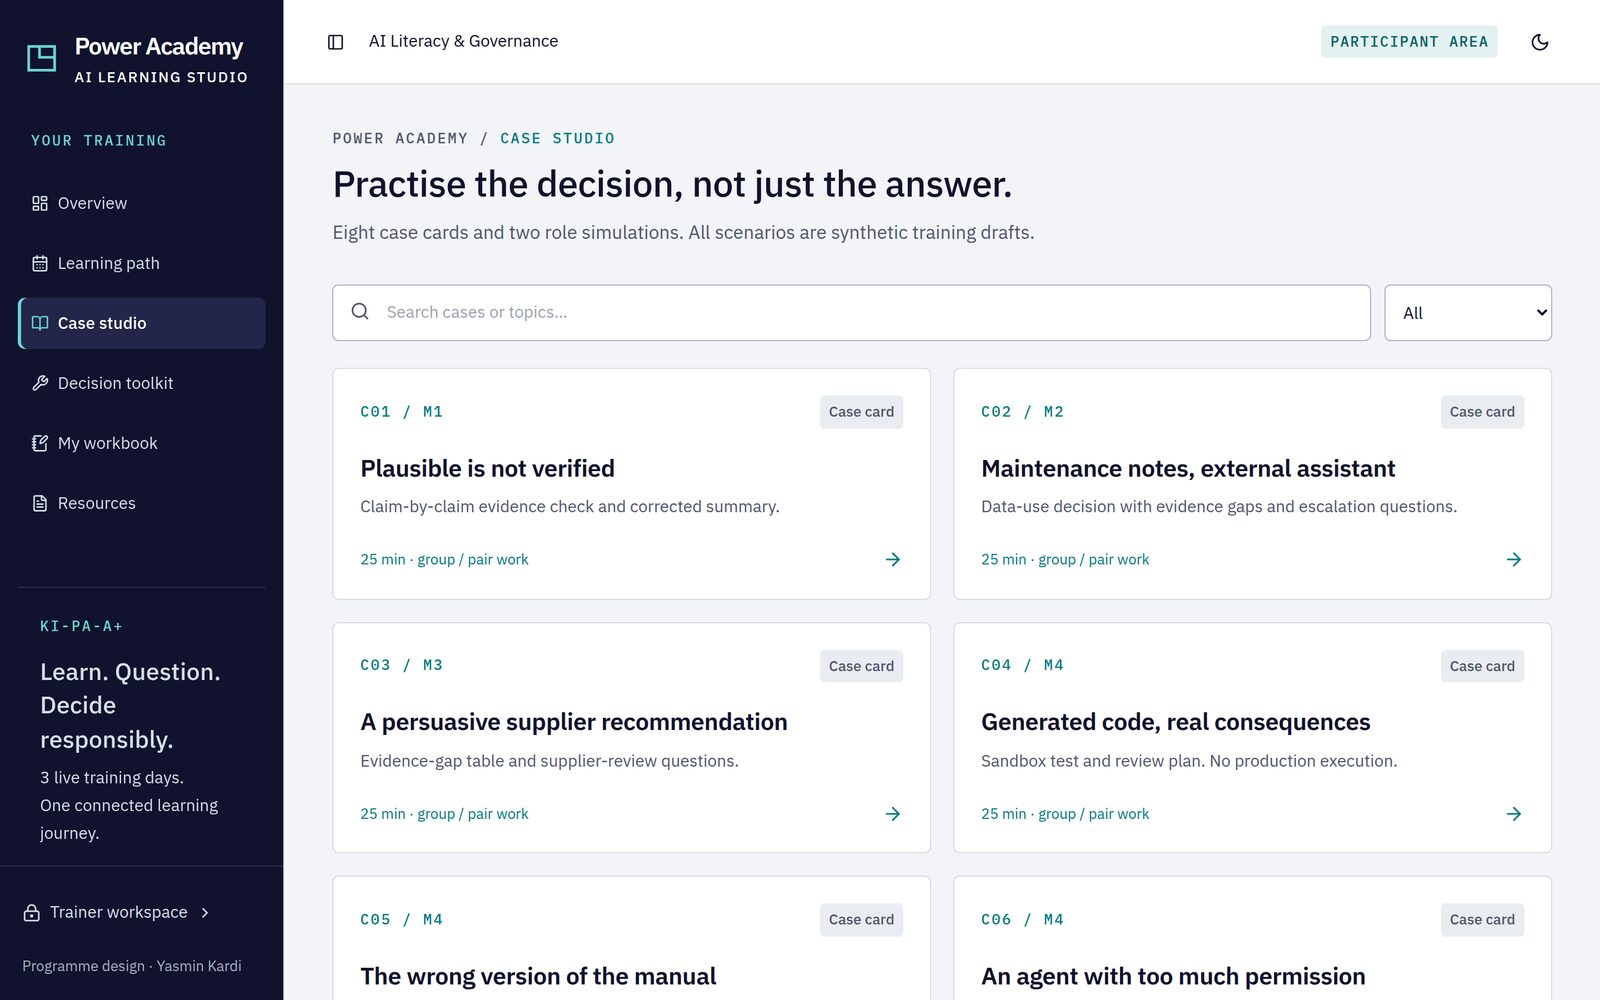 Power Academy
AI LEARNING STUDIO
YOUR TRAINING
Overview
Learning path
Case studio
Decision toolkit
My workbook
Resources
KI-PA-A+
Learn. Question.
Decide
responsibly.
3 live training days.
One connected learning
journey.
Trainer workspace
Programme design · Yasmin Kardi
AI Literacy & Governance
PARTICIPANT AREA
POWER ACADEMY / CASE STUDIO
Practise the decision, not just the answer.
Eight case cards and two role simulations. All scenarios are synthetic training drafts.
Search cases or topics...
All
C01 / M1
Case card
Plausible is not verified
Claim-by-claim evidence check and corrected summary.
25 min · group / pair work
C02 / M2
Case card
Maintenance notes, external assistant
Data-use decision with evidence gaps and escalation questions.
25 min · group / pair work
C03 / M3
Case card
A persuasive supplier recommendation
Evidence-gap table and supplier-review questions.
25 min · group / pair work
C04 / M4
Case card
Generated code, real consequences
Sandbox test and review plan. No production execution.
25 min · group / pair work
C05 / M4
Case card
The wrong version of the manual
C06 / M4
Case card
An agent with too much permission